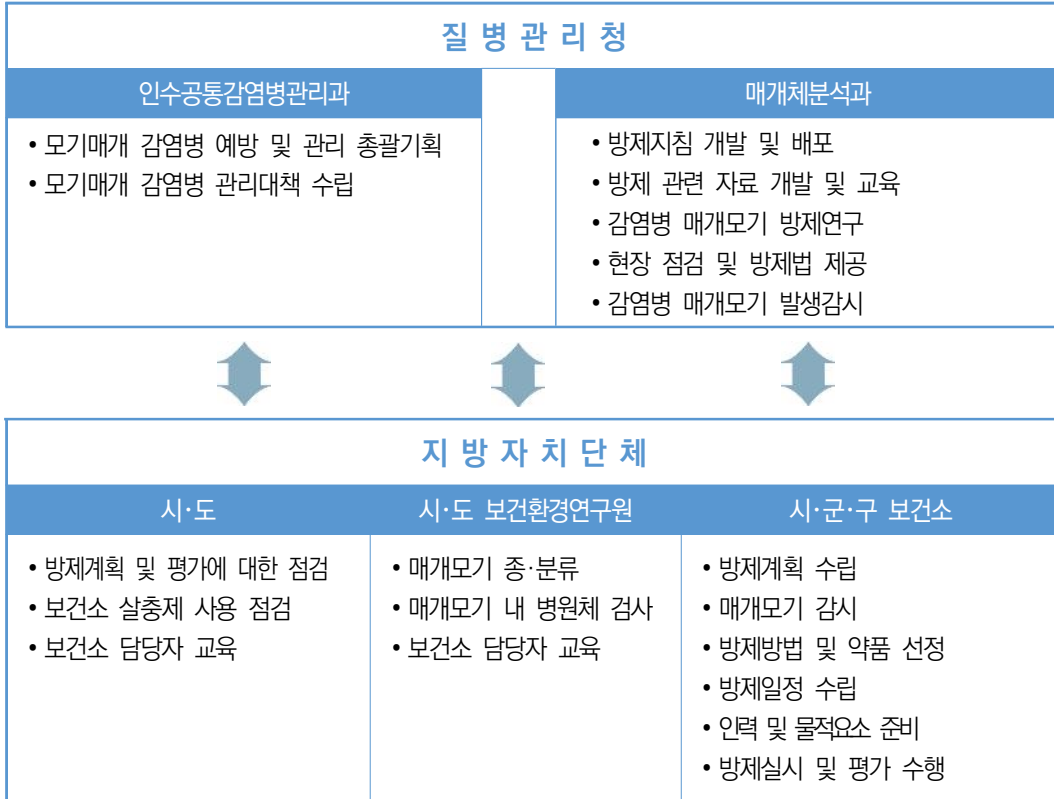 질병관리청
인수공통감염병관리과
• 모기매개 감염병 예방 및 관리 총괄기획
• 모기매개 감염병 관리대책 수립
매개체분석과
• 방제지침 개발 및 배포
• 방제 관련 자료 개발 및 교육
• 감염병 매개모기 방제연구
• 현장 점검 및 방제법 제공
• 감염병 매개모기 발생감시
지방자치단체
시·도
• 방제계획 및 평가에 대한 점검
• 보건소 살충제 사용 점검
• 보건소 담당자 교육
시·도 보건환경연구원
• 매개모기 종·분류
• 매개모기 내 병원체 검사
• 보건소 담당자 교육
시·군·구 보건소
• 방제계획 수립
• 매개모기 감시
• 방제방법 및 약품 선정
• 방제일정 수립
• 인력 및 물적요소 준비
• 방제실시 및 평가 수행